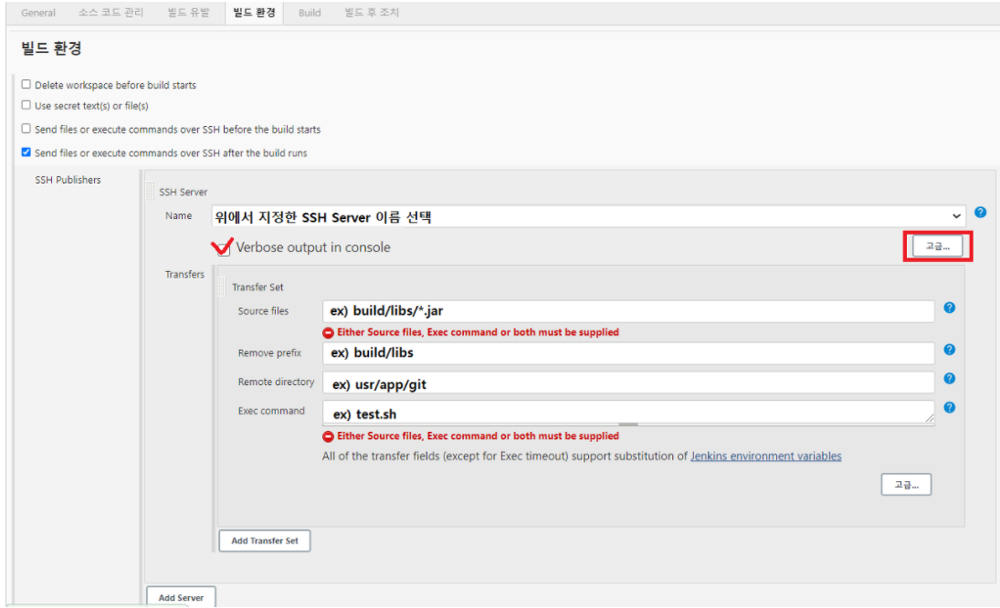 General 소스 코드 관리 빌드 유발 빌드 환경 Build 빌드 후 조치
빌드 환경
Delete workspace before build starts
Use secret text(s) or file(s)
Send files or execute commands over SSH before the build starts
Send files or execute commands over SSH after the build runs
SSH Publishers
SSH Server
Name 위에서 지정한 SSH Server 이름 선택
Verbose output in console 고급...
Transfers
Transfer Set
Source files ex) build/libs/*.jar
Either Source files, Exec command or both must be supplied
Remove prefix ex) build/libs
Remote directory ex) usr/app/git
Exec command ex) test.sh
Either Source files, Exec command or both must be supplied
All of the transfer fields (except for Exec timeout) support substitution of Jenkins environment variables
고급...
Add Transfer Set
Add Server